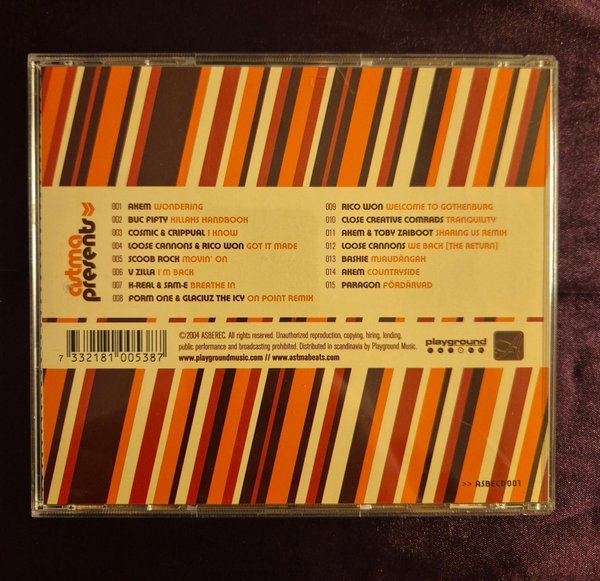 astma
presents »
001 AKEM WONDERING
002 BUC FIFTY KILLAHS HANDBOOK
003 COSMIC & CRIPPUAL I KNOW
004 LOOSE CANNONS & RICO WON GOT IT MADE
005 SCOOB ROCK MOVIN' ON
006 V ZILLA I'M BACK
007 K-REAL & SAM-E BREATHE IN
008 FORM ONE & GLACIUZ THE ICY ON POINT REMIX
009 RICO WON WELCOME TO GOTHENBURG
010 CLOSE CREATIVE COMRADS TRANQUILITY
011 AKEM & TOBY ZAIBOOT SHARING US REMIX
012 LOOSE CANNONS WE BACK [THE RETURN]
013 BASHIE MJAUDÄNGAH
014 AKEM COUNTRYSIDE
015 PARAGON FÖRDÄRVAD
7 332181 005387
©2004 ASBEREC. All rights reserved. Unauthorized reproduction, copying, hiring, lending,
public performance and broadcasting prohibited. Distributed in scandinavia by Playground Music.
www.playgroundmusic.com // www.astmabeats.com
playground
>> ASBECD001